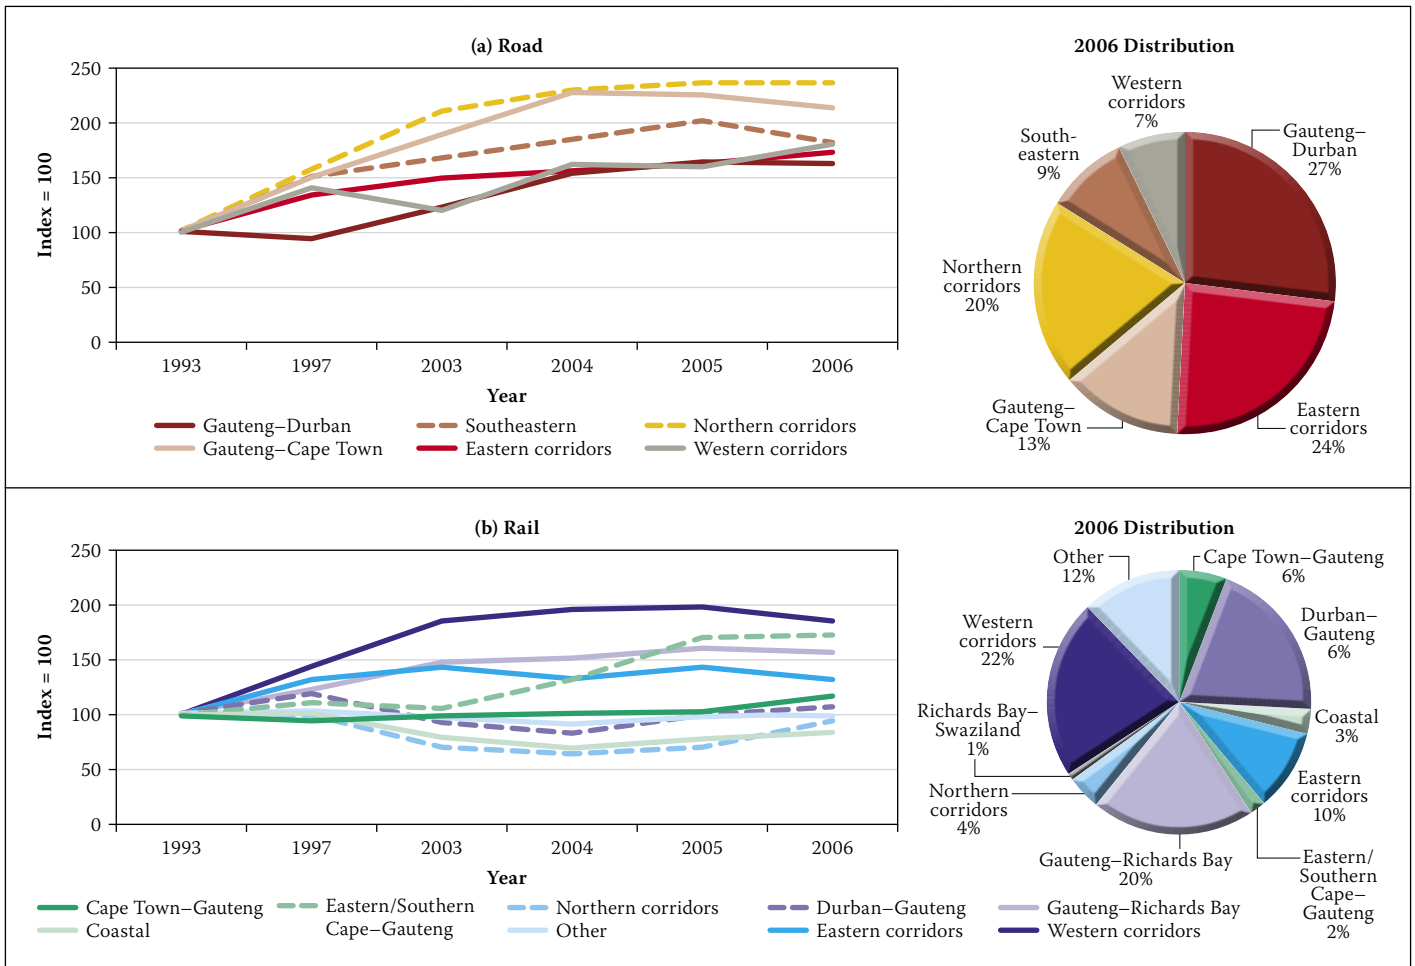 (a) Road
2006 Distribution
Index = 100
250
200
150
100
50
0
1993 1997 2003 2004 2005 2006
Year
Gauteng–Durban
Southeastern
Northern corridors
Gauteng–Cape Town
Eastern corridors
Western corridors
Western
corridors
7%
Gauteng–
Durban
27%
South-
eastern
9%
Northern
corridors
20%
Gauteng–
Cape Town
13%
Eastern
corridors
24%
(b) Rail
2006 Distribution
Index = 100
250
200
150
100
50
0
1993 1997 2003 2004 2005 2006
Year
Cape Town–Gauteng
Eastern/Southern
Cape–Gauteng
Northern corridors
Durban–Gauteng
Gauteng–Richards Bay
Coastal
Other
Eastern corridors
Western corridors
Other
12%
Cape Town–Gauteng
6%
Western
corridors
22%
Durban–
Gauteng
6%
Richards Bay–
Swaziland
1%
Coastal
3%
Northern
corridors
4%
Eastern
corridors
10%
Gauteng–Richards Bay
20%
Eastern/
Southern
Cape–
Gauteng
2%